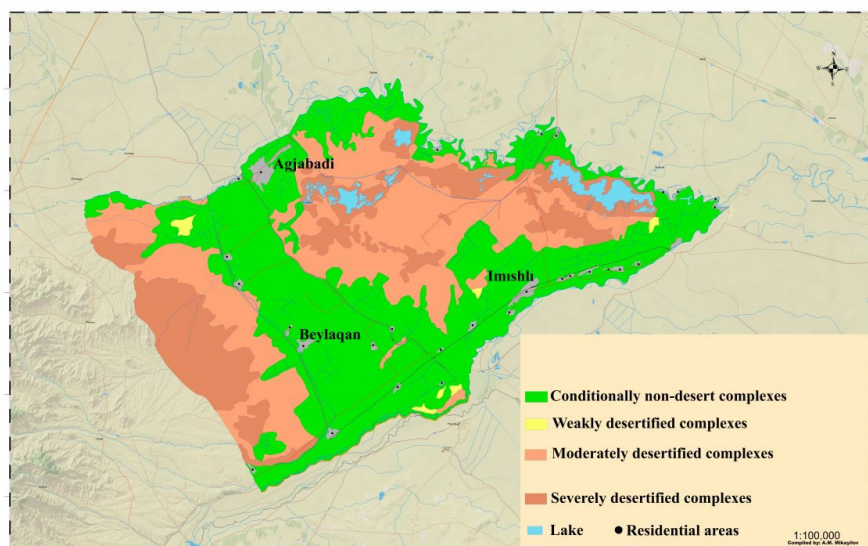 N
W
E
S
Agjabadi
Imıshlı
Beylaqan
Conditionally non-desert complexes
Weakly desertified complexes
Moderately desertified complexes
Severely desertified complexes
Lake
Residential areas
1:100,000
Compiled by: A.M. Mikayilov